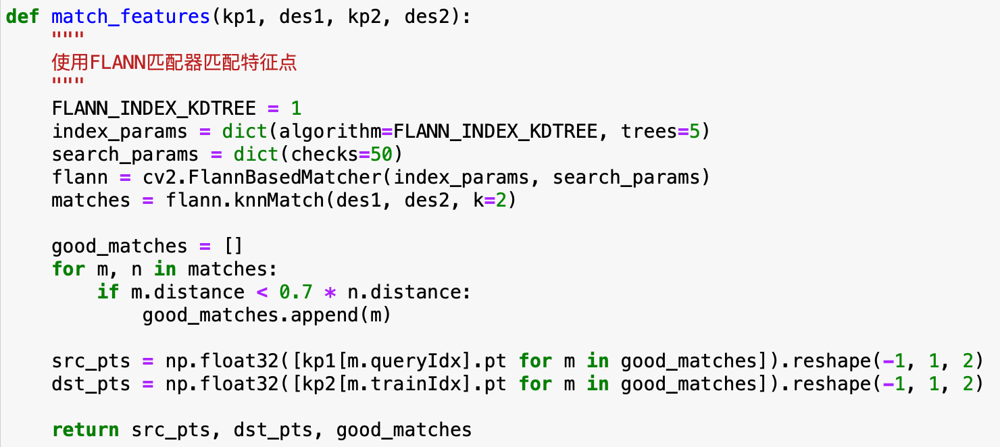 def match_features(kp1, des1, kp2, des2):
    """
    使用FLANN匹配器匹配特征点
    """
    FLANN_INDEX_KDTREE = 1
    index_params = dict(algorithm=FLANN_INDEX_KDTREE, trees=5)
    search_params = dict(checks=50)
    flann = cv2.FlannBasedMatcher(index_params, search_params)
    matches = flann.knnMatch(des1, des2, k=2)

    good_matches = []
    for m, n in matches:
        if m.distance < 0.7 * n.distance:
            good_matches.append(m)

    src_pts = np.float32([kp1[m.queryIdx].pt for m in good_matches]).reshape(-1, 1, 2)
    dst_pts = np.float32([kp2[m.trainIdx].pt for m in good_matches]).reshape(-1, 1, 2)

    return src_pts, dst_pts, good_matches